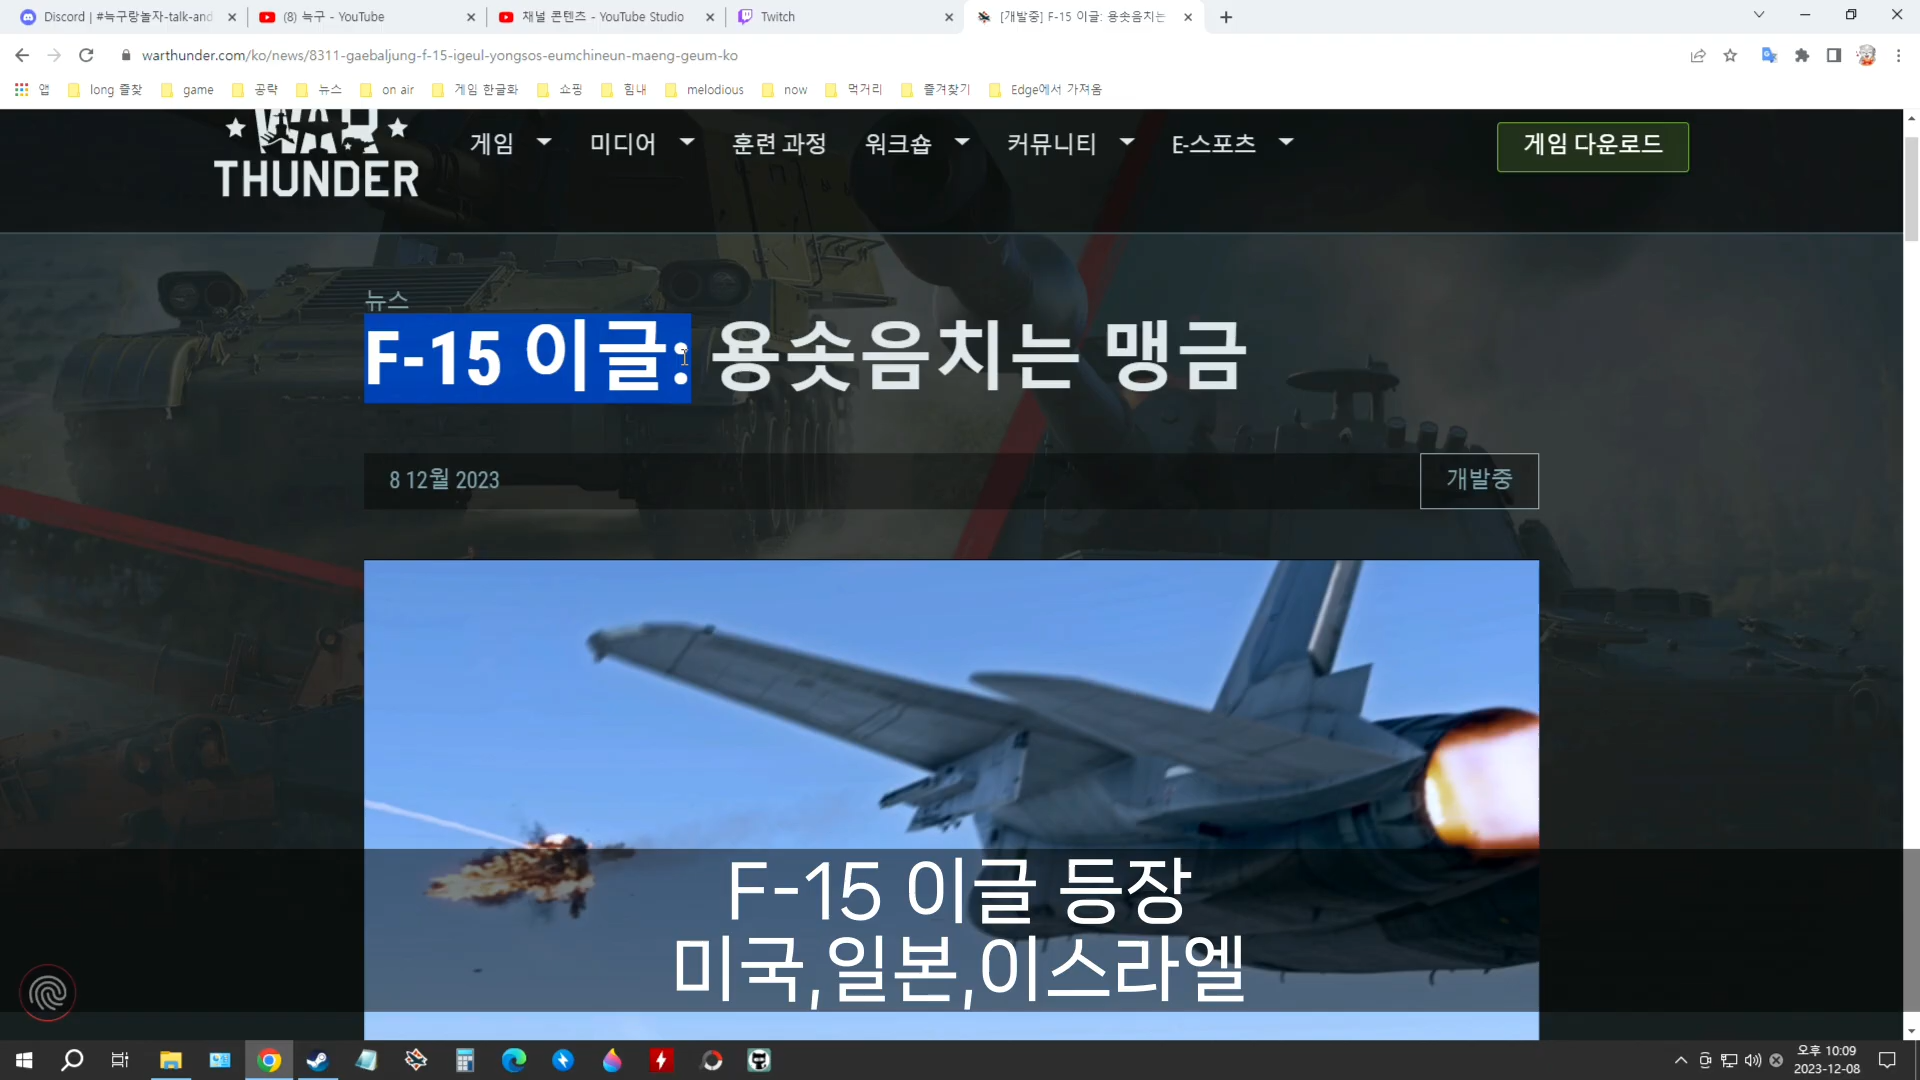 Discord | #늑구랑놀자-talk-and
(8) 늑구 - YouTube
채널 콘텐츠 - YouTube Studio
Twitch
[개발중] F-15 이글: 용솟음치는
warthunder.com/ko/news/8311-gaebaljung-f-15-igeul-yongsos-eumchineun-maeng-geum-ko
앱
long 즐찾
game
공략
뉴스
on air
게임 한글화
쇼핑
힘내
melodious
now
먹거리
즐겨찾기
Edge에서 가져옴
WAR
THUNDER
게임
미디어
훈련 과정
워크숍
커뮤니티
E-스포츠
게임 다운로드
뉴스
F-15 이글: 용솟음치는 맹금
8 12월 2023
개발중
F-15 이글 등장
미국,일본,이스라엘
오후 10:09
2023-12-08